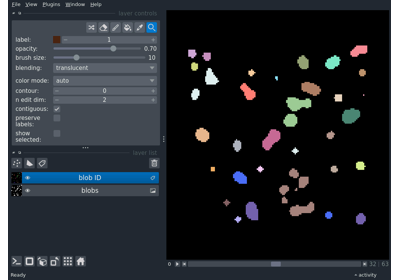 File View Plugins Window Help
layer controls
label: 1
opacity: 0.70
brush size: 10
blending: translucent
color mode: auto
contour: 0
n edit dim: 2
contiguous:
preserve
labels:
show
selected:
layer list
blob ID
blobs
32 63
Ready
activity